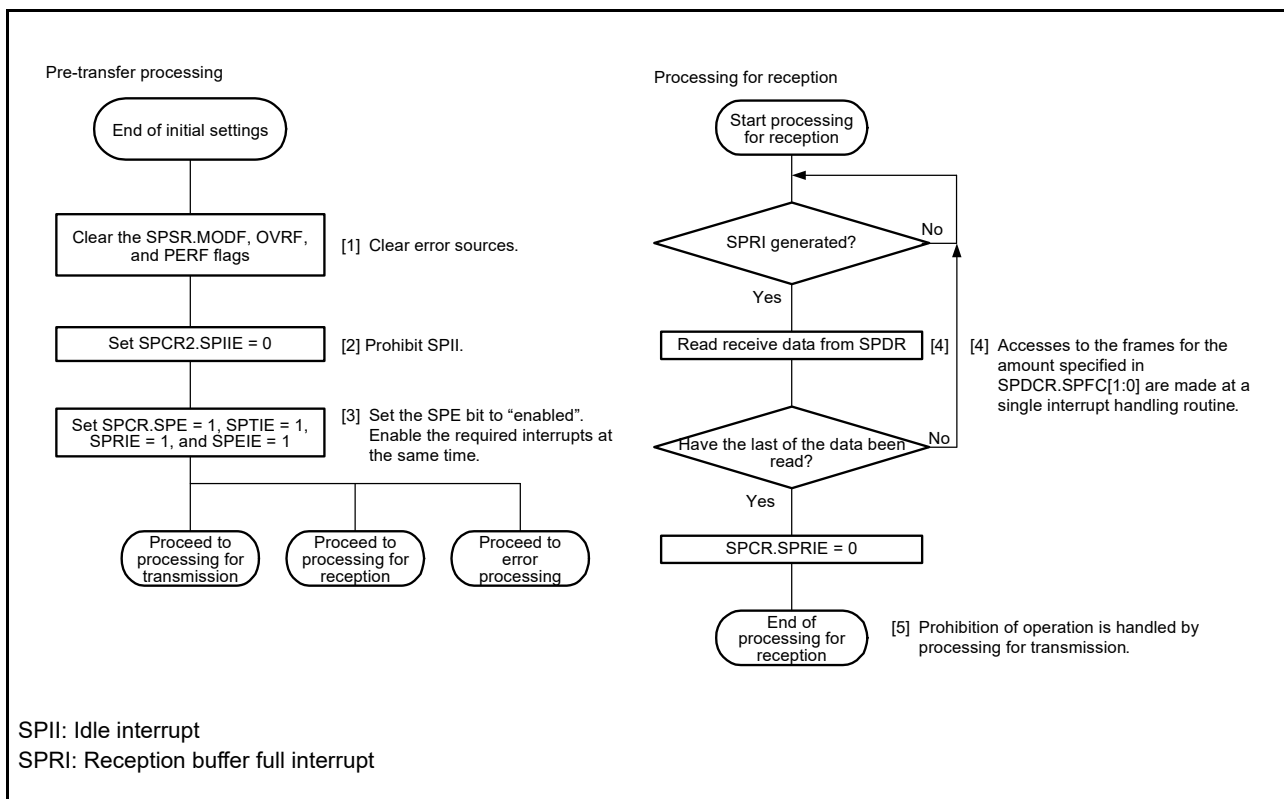 Pre-transfer processing
End of initial settings
Clear the SPSR.MODF, OVRF,
and PERF flags
[1] Clear error sources.
Set SPCR2.SPIIE = 0
[2] Prohibit SPII.
Set SPCR.SPE = 1, SPTIE = 1,
SPRIE = 1, and SPEIE = 1
[3] Set the SPE bit to “enabled”.
Enable the required interrupts at
the same time.
Proceed to
processing for
transmission
Proceed to
processing for
reception
Proceed to
error
processing
Processing for reception
Start processing
for reception
SPRI generated?
No
Yes
Read receive data from SPDR
[4]
[4] Accesses to the frames for the
amount specified in
SPDCR.SPFC[1:0] are made at a
single interrupt handling routine.
Have the last of the data been
read?
No
Yes
SPCR.SPRIE = 0
End of
processing for
reception
[5] Prohibition of operation is handled by
processing for transmission.
SPII: Idle interrupt
SPRI: Reception buffer full interrupt